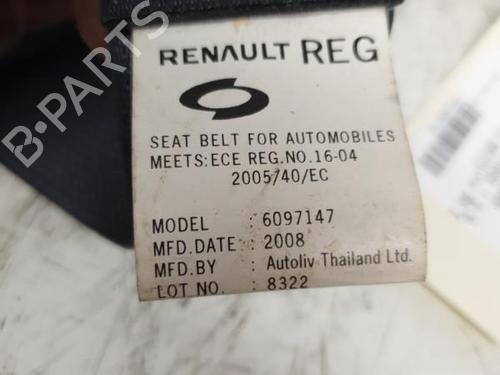 RENAULT REG
SEAT BELT FOR AUTOMOBILES
MEETS:ECE REG.NO.16-04
2005/40/EC
MODEL : 6097147
MFD.DATE : 2008
MFD.BY : Autoliv Thailand Ltd.
LOT NO. : 8322